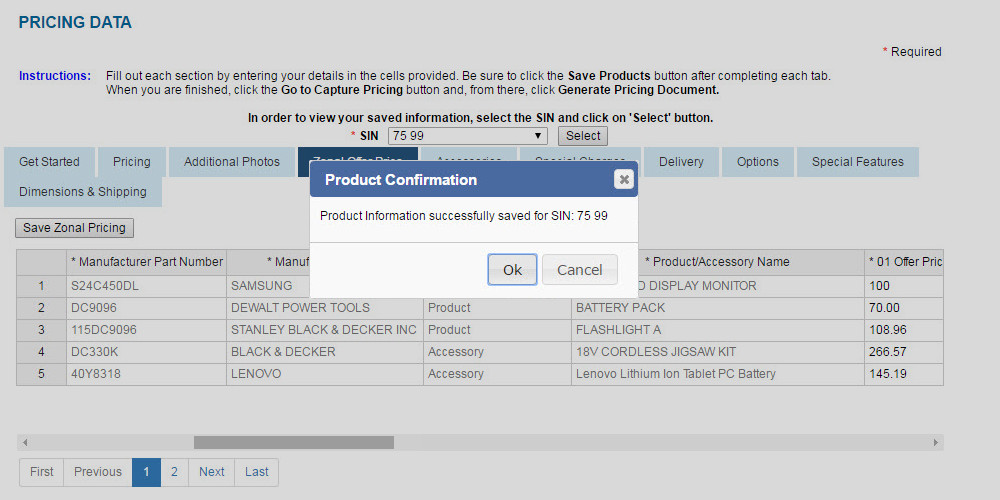 PRICING DATA
* Required
Instructions: Fill out each section by entering your details in the cells provided. Be sure to click the Save Products button after completing each tab.
When you are finished, click the Go to Capture Pricing button and, from there, click Generate Pricing Document.
In order to view your saved information, select the SIN and click on 'Select' button.
* SIN 75 99 Select
Get Started Pricing Additional Photos Zonal Offer Price Accessories Special Charges Delivery Options Special Features
Dimensions & Shipping
Product Confirmation
Product Information successfully saved for SIN: 75 99
Ok Cancel
Save Zonal Pricing
* Manufacturer Part Number * Manuf * Product/Accessory Name * 01 Offer Pric
1 S24C450DL SAMSUNG D DISPLAY MONITOR 100
2 DC9096 DEWALT POWER TOOLS Product BATTERY PACK 70.00
3 115DC9096 STANLEY BLACK & DECKER INC Product FLASHLIGHT A 108.96
4 DC330K BLACK & DECKER Accessory 18V CORDLESS JIGSAW KIT 266.57
5 40Y8318 LENOVO Accessory Lenovo Lithium Ion Tablet PC Battery 145.19
First Previous 1 2 Next Last